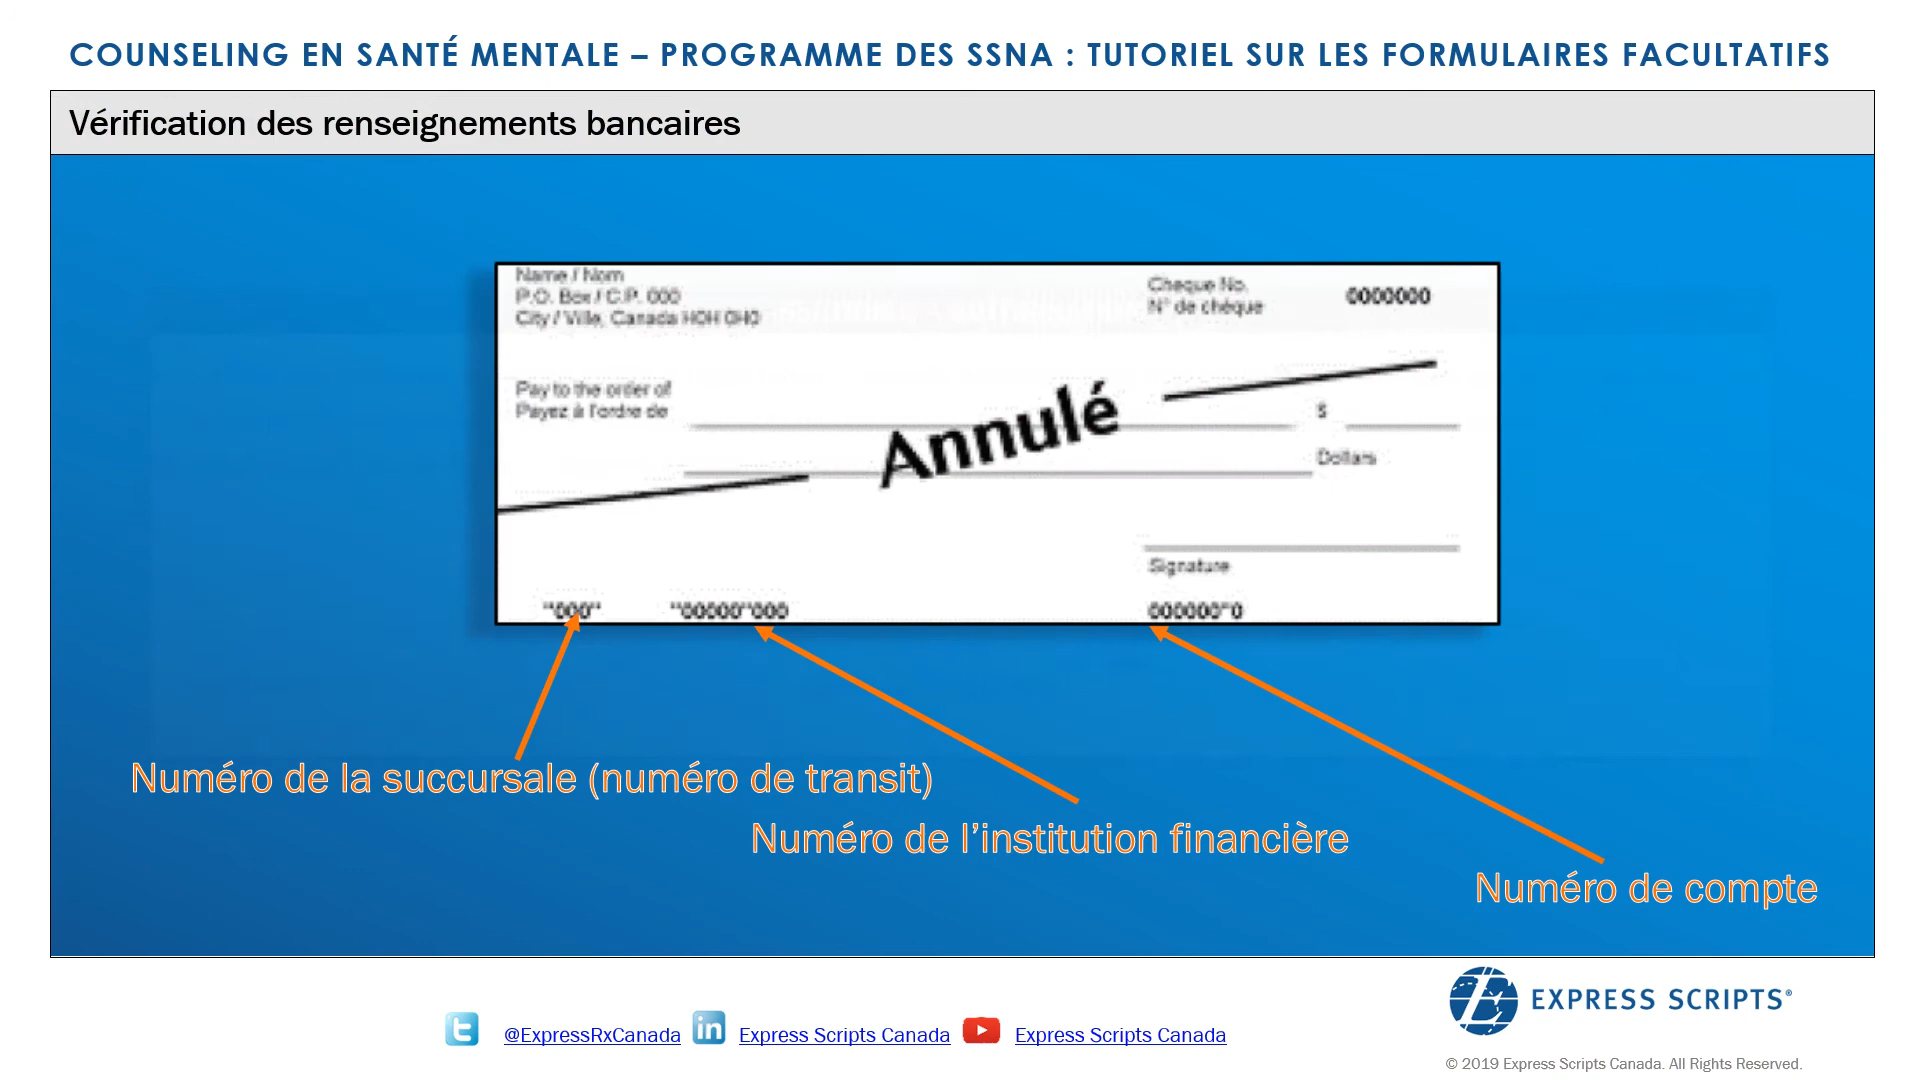 COUNSELING EN SANTÉ MENTALE – PROGRAMME DES SSNA : TUTORIEL SUR LES FORMULAIRES FACULTATIFS
Vérification des renseignements bancaires
Name / Nom
P.O. Box / C.P. 000
City / Ville, Canada H0H 0H0
Cheque No.
N° de chèque
0000000
Pay to the order of
Payez à l'ordre de
$
Dollars
Annulé
Signature
"000" "00000"000 000000"0
Numéro de la succursale (numéro de transit)
Numéro de l’institution financière
Numéro de compte
@ExpressRxCanada
Express Scripts Canada
Express Scripts Canada
EXPRESS SCRIPTS®
© 2019 Express Scripts Canada. All Rights Reserved.